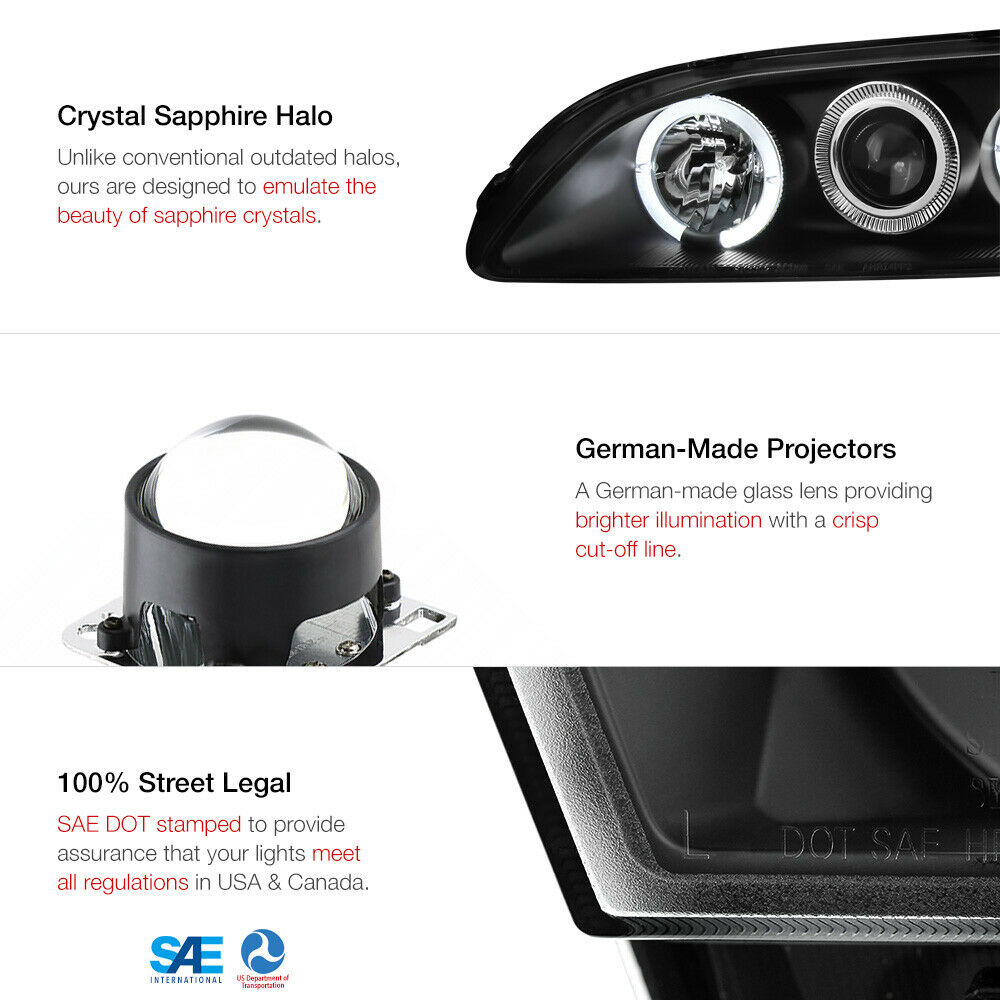 Crystal Sapphire Halo
Unlike conventional outdated halos,
ours are designed to emulate the
beauty of sapphire crystals.
German-Made Projectors
A German-made glass lens providing
brighter illumination with a crisp
cut-off line.
100% Street Legal
SAE DOT stamped to provide
assurance that your lights meet
all regulations in USA & Canada.
L DOT SAE
SAE
INTERNATIONAL
US Department of
Transportation